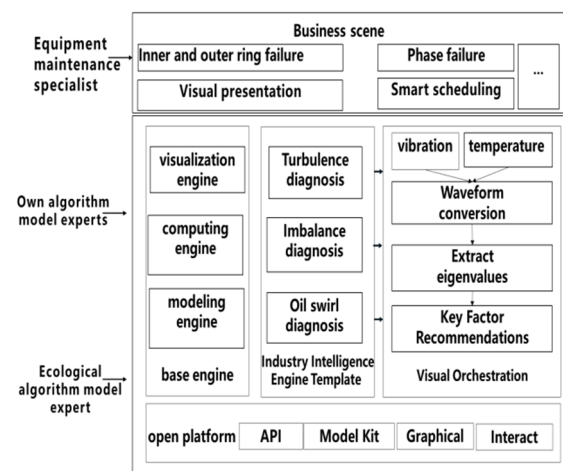 Business scene
Equipment
maintenance
specialist
Inner and outer ring failure
Phase failure
...
Visual presentation
Smart scheduling
Own algorithm
model experts
Ecological
algorithm model
expert
visualization
engine
computing
engine
modeling
engine
base engine
Turbulence
diagnosis
Imbalance
diagnosis
Oil swirl
diagnosis
Industry Intelligence
Engine Template
vibration
temperature
Waveform
conversion
Extract
eigenvalues
Key Factor
Recommendations
Visual Orchestration
open platform
API
Model Kit
Graphical
Interact